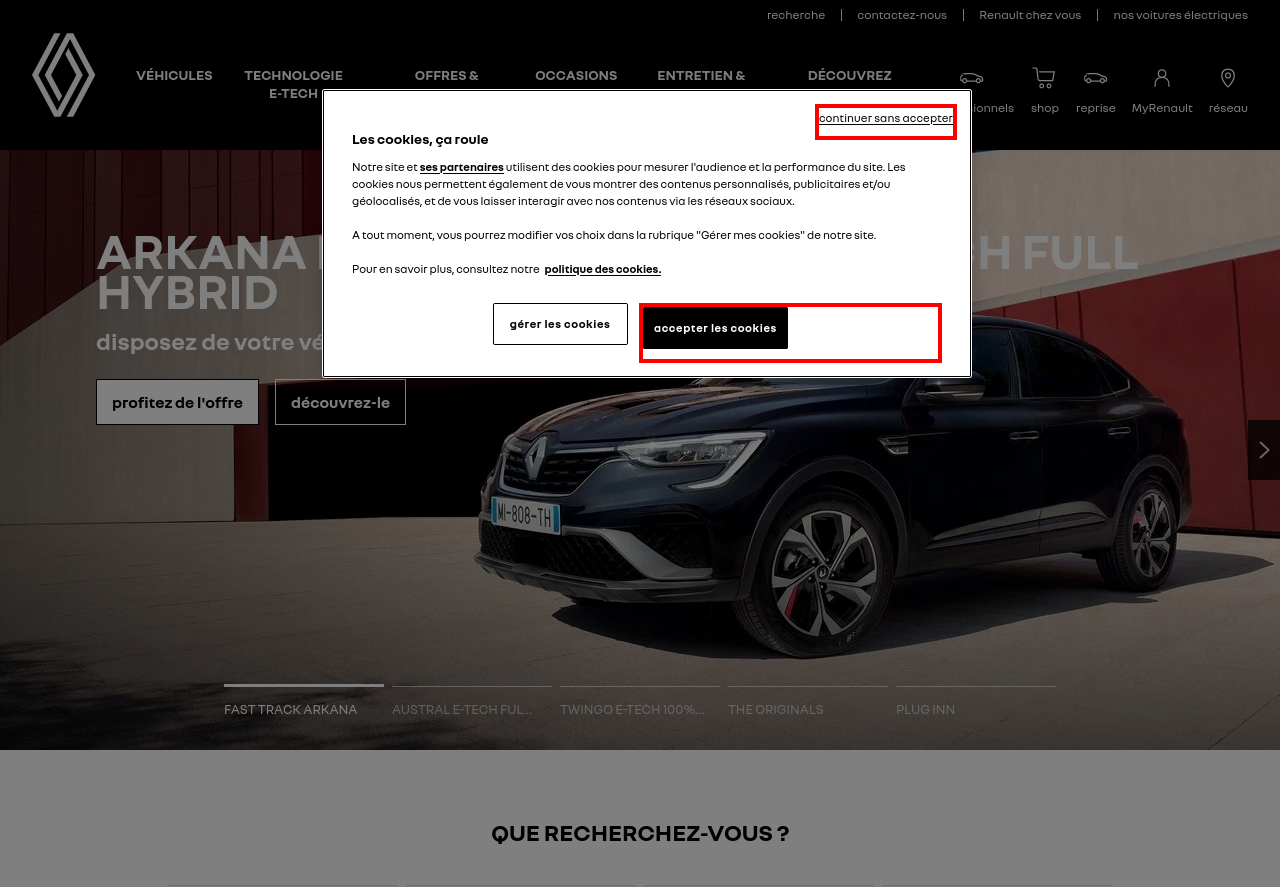 recherche
contactez-nous
Renault chez vous
nos voitures électriques
VÉHICULES
TECHNOLOGIE
E-TECH
OFFRES &
OCCASIONS
ENTRETIEN &
DÉCOUVREZ
shop
reprise
MyRenault
réseau
continuer sans accepter
Les cookies, ça roule
Notre site et ses partenaires utilisent des cookies pour mesurer l'audience et la performance du site. Les
cookies nous permettent également de vous montrer des contenus personnalisés, publicitaires et/ou
géolocalisés, et de vous laisser interagir avec nos contenus via les réseaux sociaux.
A tout moment, vous pourrez modifier vos choix dans la rubrique "Gérer mes cookies" de notre site.
Pour en savoir plus, consultez notre politique des cookies.
gérer les cookies
accepter les cookies
ARKANA
FULL
HYBRID
disposez de votre
profitez de l'offre
découvrez-le
MI-808-TH
FAST TRACK ARKANA
AUSTRAL E-TECH FUL...
TWINGO E-TECH 100%...
THE ORIGINALS
PLUG INN
QUE RECHERCHEZ-VOUS ?